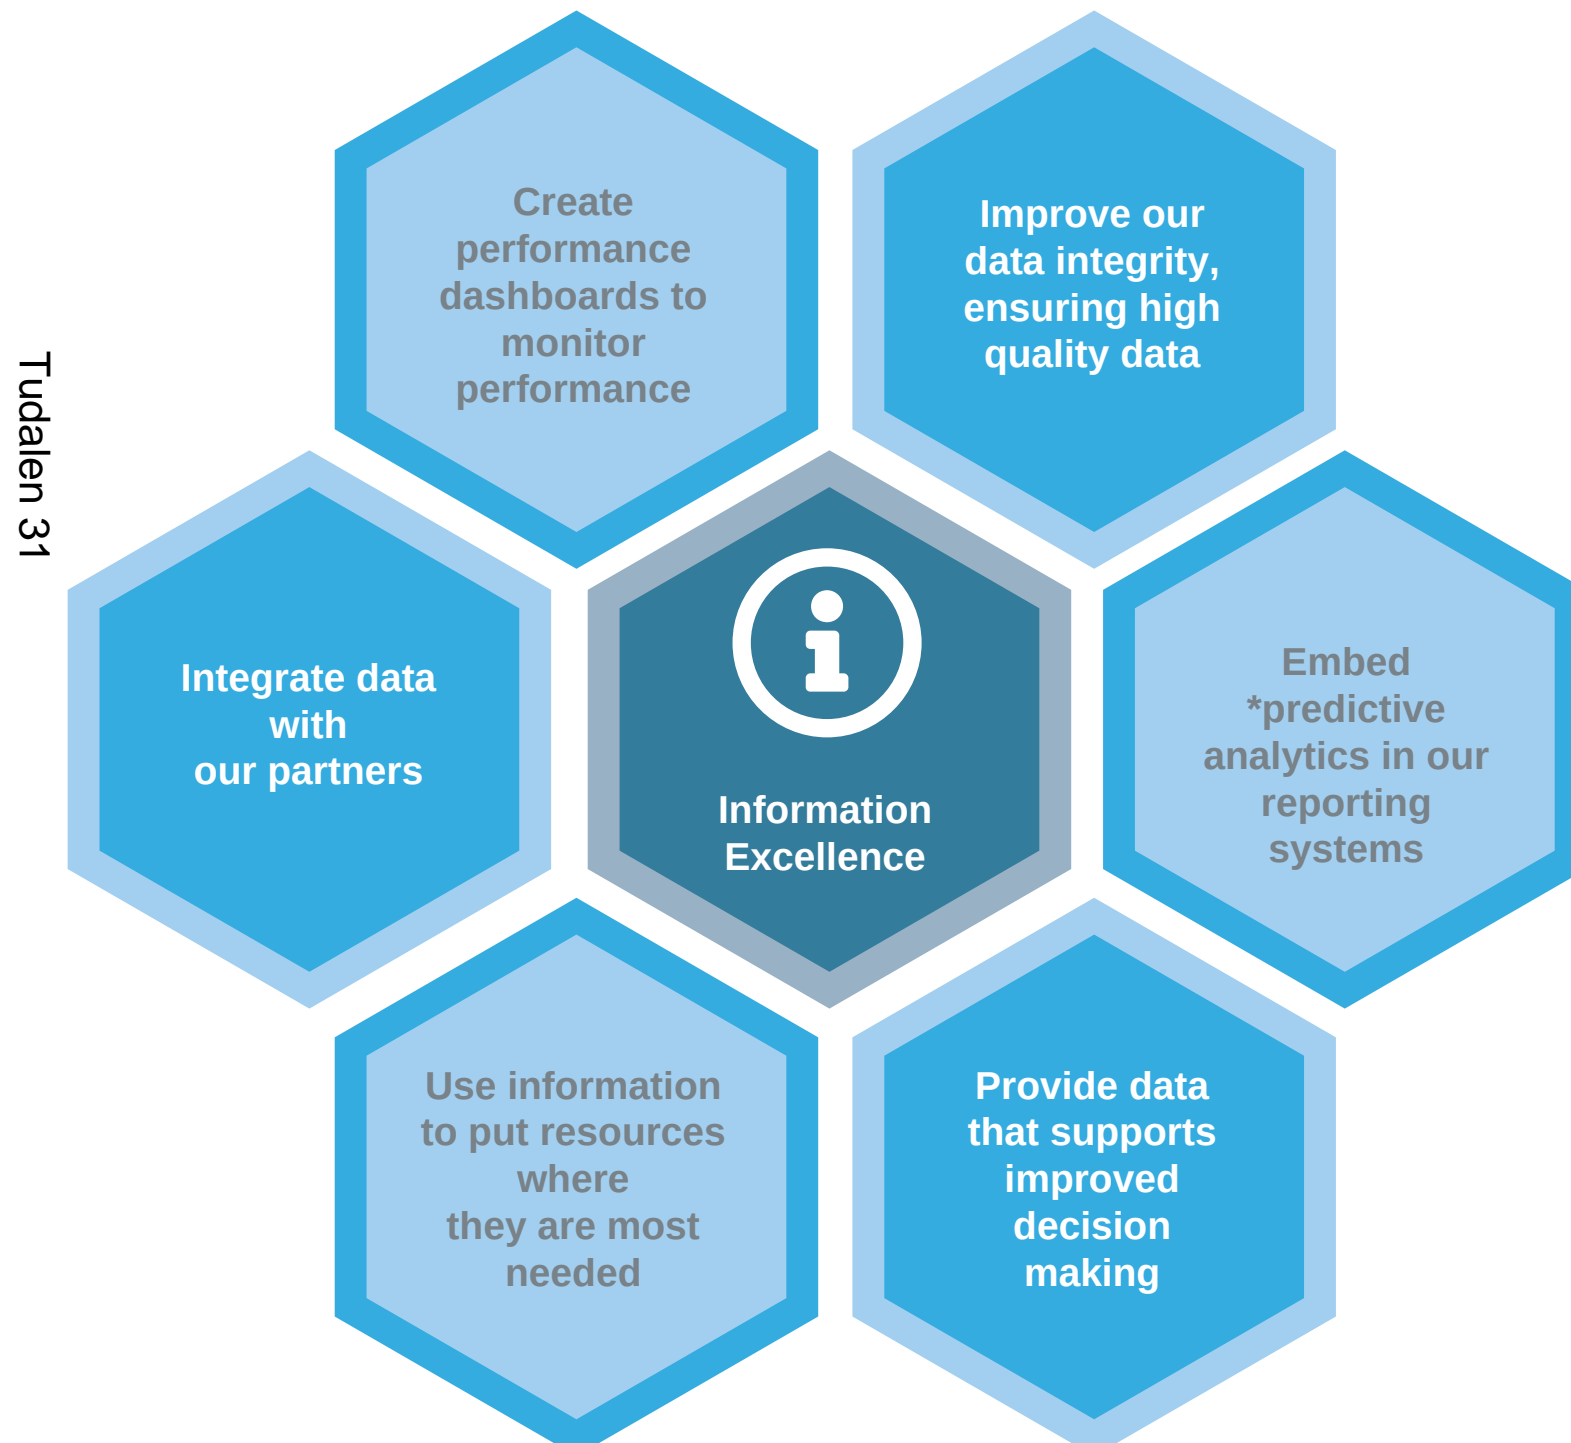 Tudalen 31
Create
performance
dashboards to
monitor
performance
Improve our
data integrity,
ensuring high
quality data
Integrate data
with
our partners
Information
Excellence
Embed
*predictive
analytics in our
reporting
systems
Use information
to put resources
where
they are most
needed
Provide data
that supports
improved
decision
making